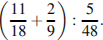 (11/18 + 2/9) : 5/48.